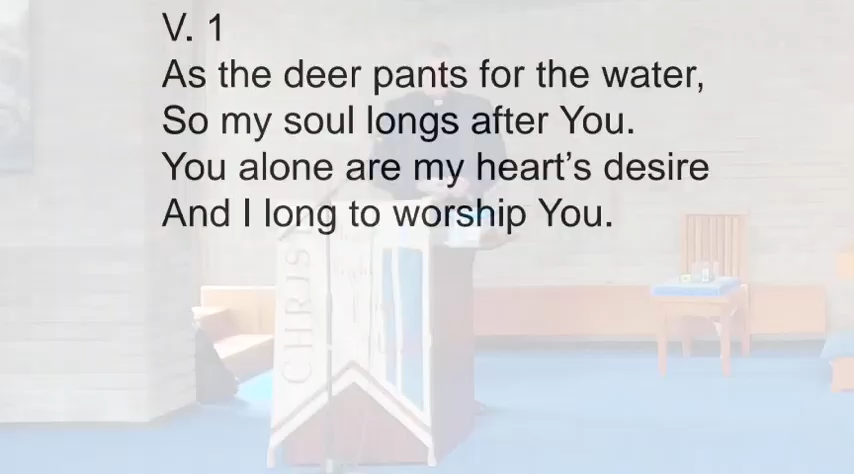 V. 1
As the deer pants for the water,
So my soul longs after You.
You alone are my heart’s desire
And I long to worship You.
CHRIST